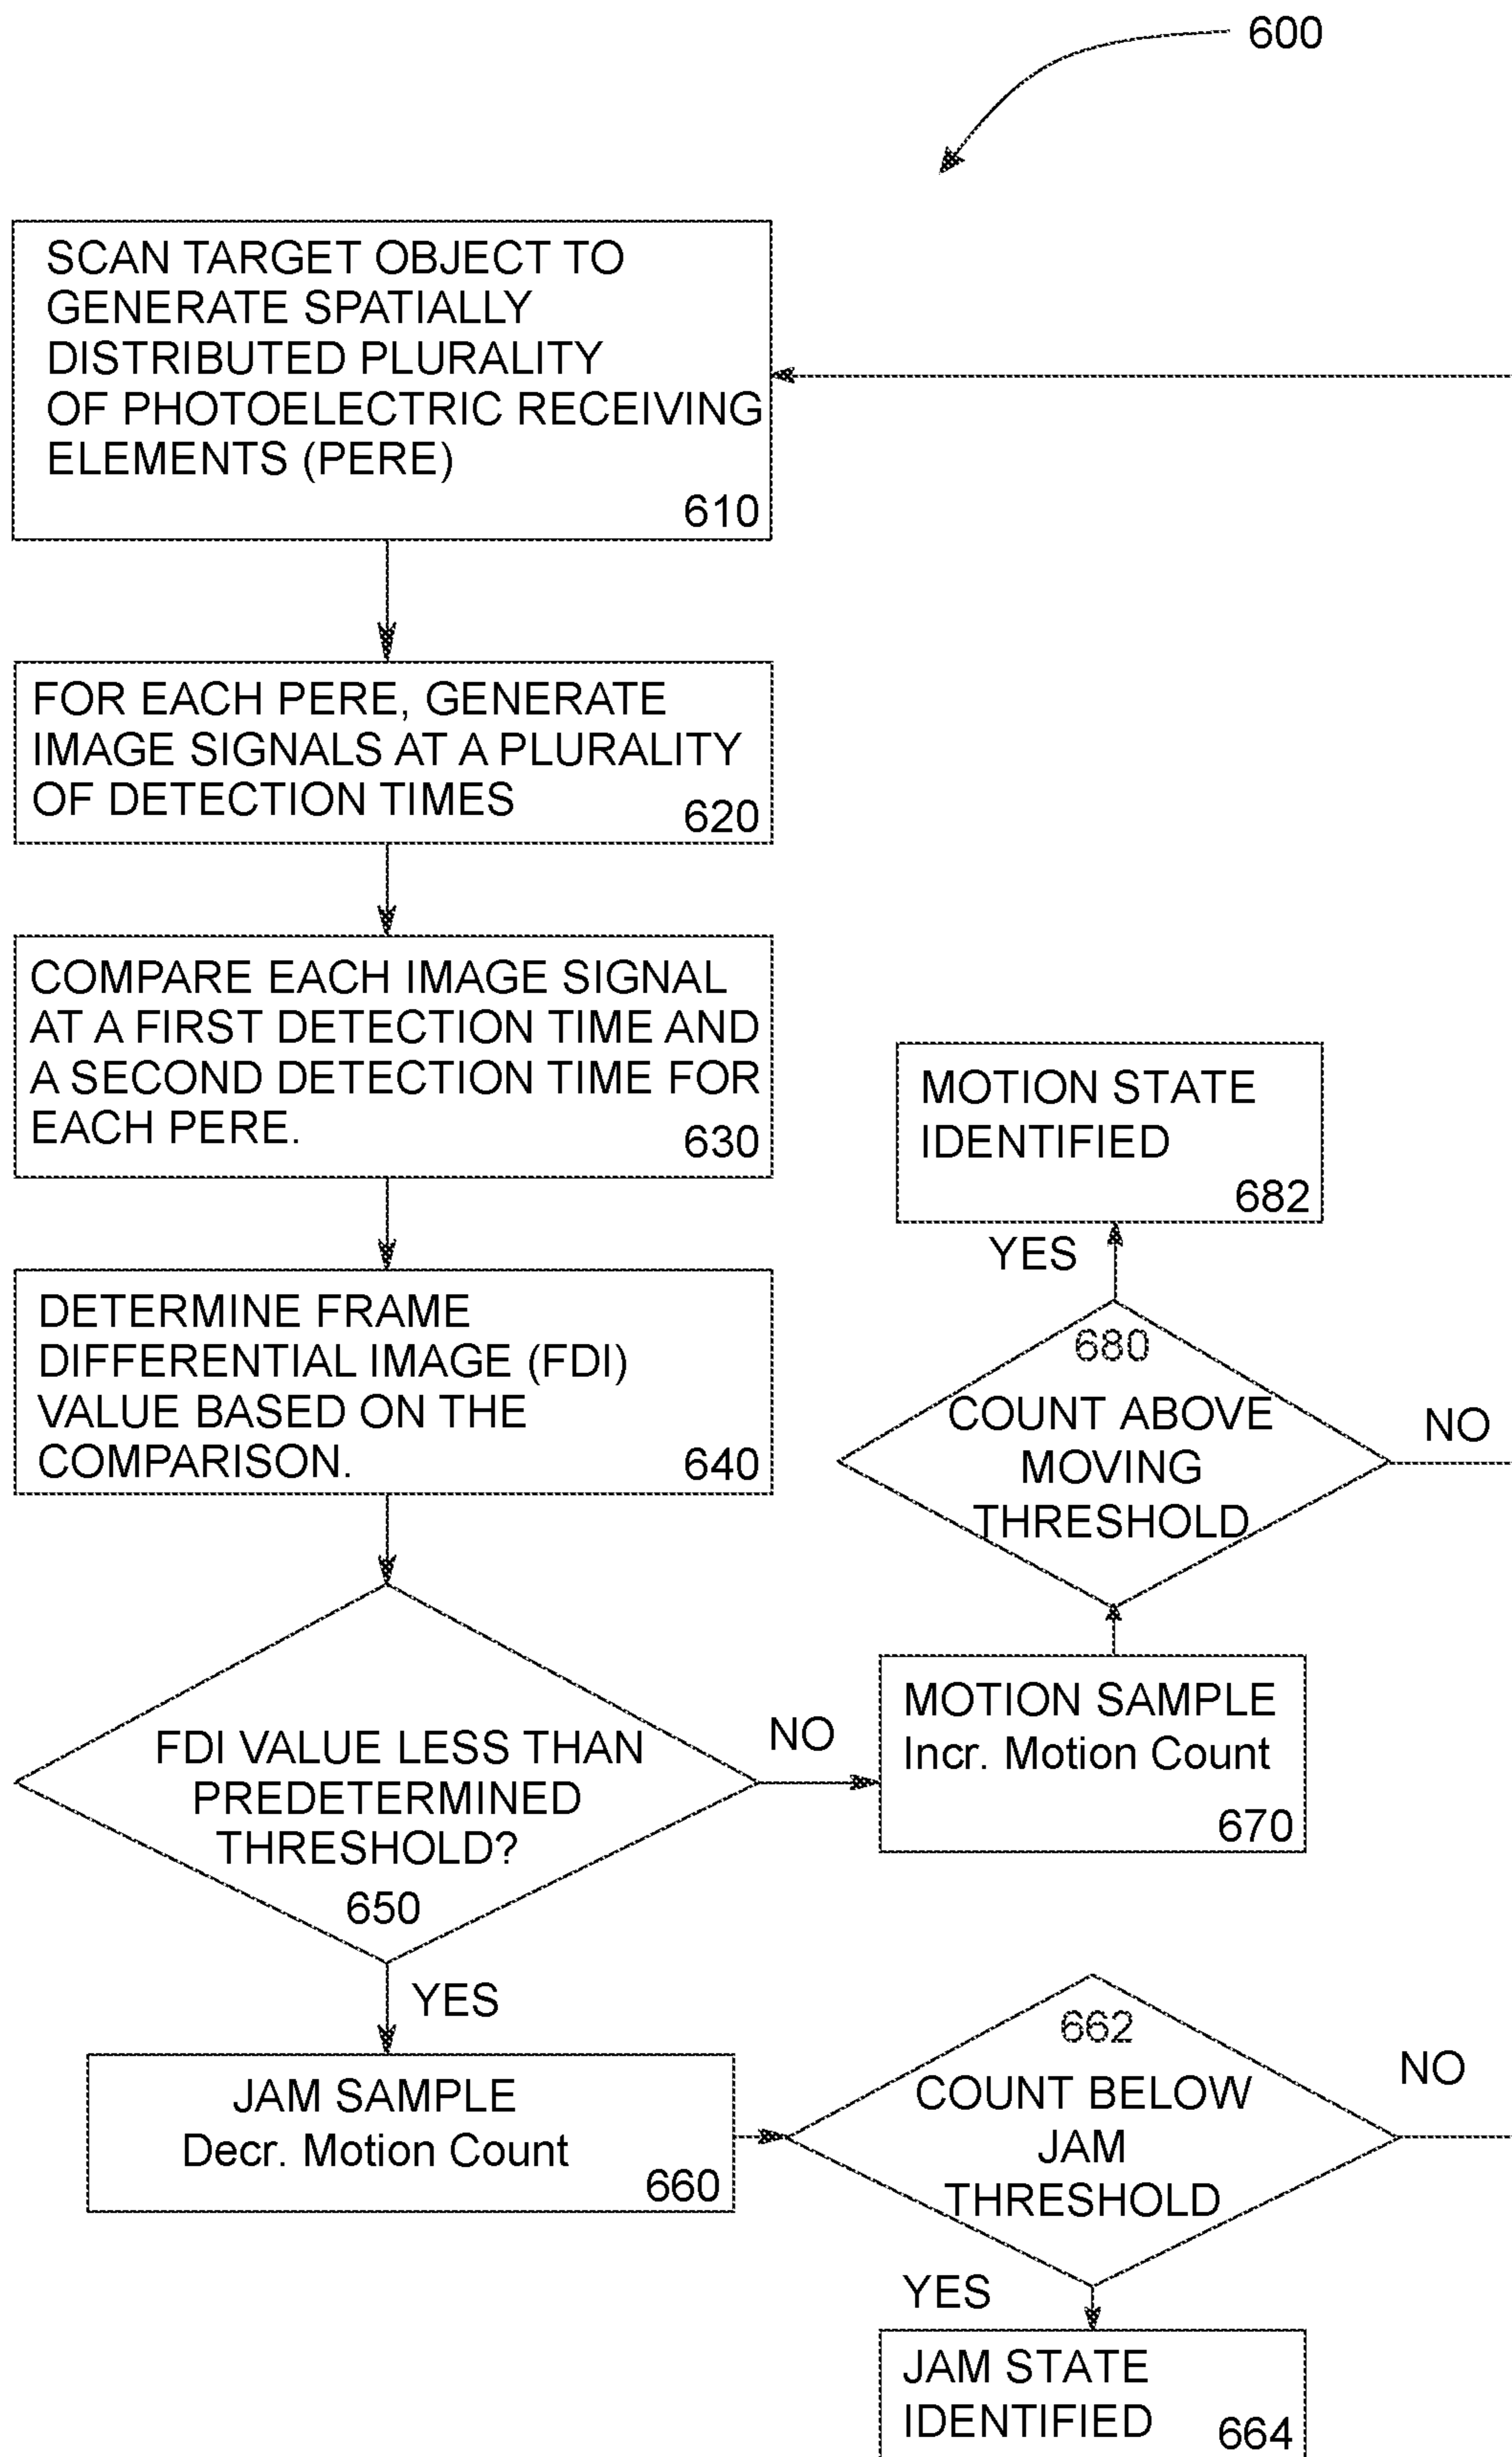 600
SCAN TARGET OBJECT TO
GENERATE SPATIALLY
DISTRIBUTED PLURALITY
OF PHOTOELECTRIC RECEIVING
ELEMENTS (PERE)
610
FOR EACH PERE, GENERATE
IMAGE SIGNALS AT A PLURALITY
OF DETECTION TIMES
620
COMPARE EACH IMAGE SIGNAL
AT A FIRST DETECTION TIME AND
A SECOND DETECTION TIME FOR
EACH PERE.
630
DETERMINE FRAME
DIFFERENTIAL IMAGE (FDI)
VALUE BASED ON THE
COMPARISON.
640
FDI VALUE LESS THAN
PREDETERMINED
THRESHOLD?
650
NO
MOTION SAMPLE
Incr. Motion Count
670
680
COUNT ABOVE
MOVING
THRESHOLD
NO
YES
MOTION STATE
IDENTIFIED
682
YES
JAM SAMPLE
Decr. Motion Count
660
662
COUNT BELOW
JAM
THRESHOLD
NO
YES
JAM STATE
IDENTIFIED
664